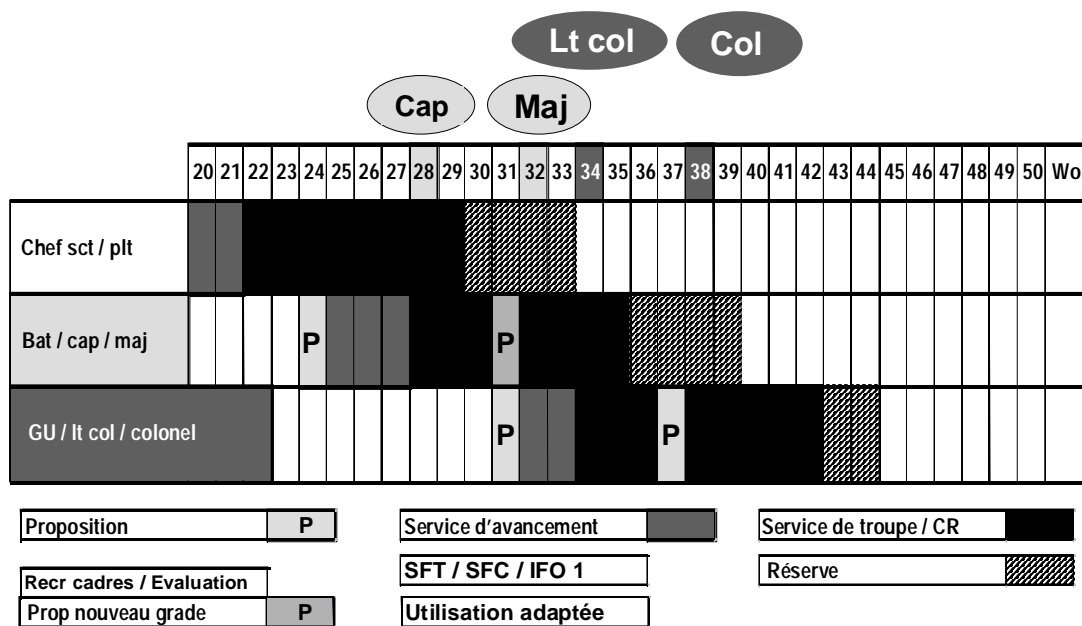 Lt col Col
Cap Maj
20 21 22 23 24 25 26 27 28 29 30 31 32 33 34 35 36 37 38 39 40 41 42 43 44 45 46 47 48 49 50 Wo
Chef sct / plt
Bat / cap / maj P P
GU / lt col / colonel P P
Proposition P Service d'avancement Service de troupe / CR
Recr cadres / Evaluation SFT / SFC / IFO 1 Réserve
Prop nouveau grade P Utilisation adaptée